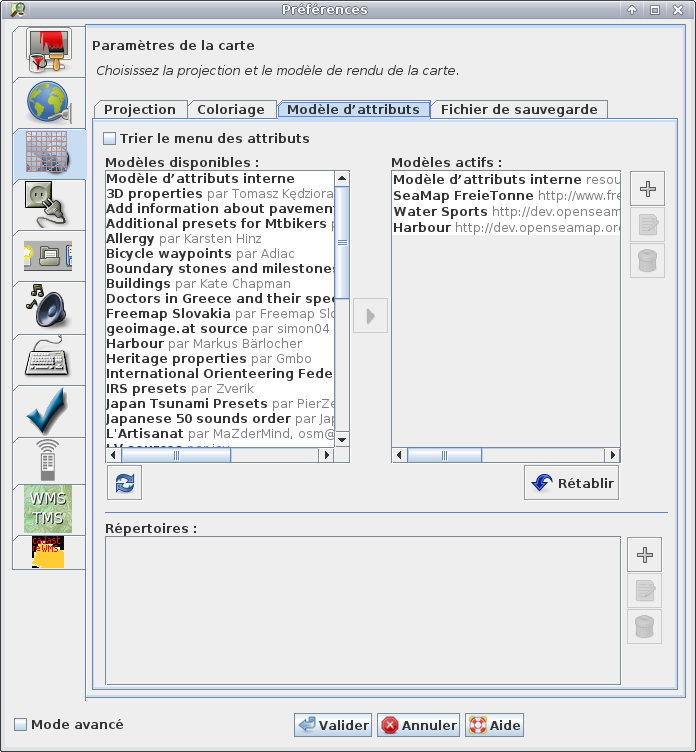 Préférences
Paramètres de la carte
Choisissez la projection et le modèle de rendu de la carte.
Projection
Coloriage
Modèle d’attributs
Fichier de sauvegarde
Trier le menu des attributs
Modèles disponibles :
Modèle d’attributs interne
3D properties par Tomasz Kędziora
Add information about pavement
Additional presets for Mtbikers
Allergy par Karsten Hinz
Bicycle waypoints par Adiac
Boundary stones and milestones
Buildings par Kate Chapman
Doctors in Greece and their spe
Freemap Slovakia par Freemap Slo
geoimage.at source par simon04
Harbour par Markus Bärlocher
Heritage properties par Gmbo
International Orienteering Fede
IRS presets par Zverik
Japan Tsunami Presets par PierZe
Japanese 50 sounds order par Jap
L'Artisanat par MaZderMind, osm@
Modèles actifs :
Modèle d’attributs interne resou
SeaMap FreieTonne http://www.fre
Water Sports http://dev.openseam
Harbour http://dev.openseamap.or
Rétablir
Répertoires :
WMS
TMS
Mode avancé
Valider
Annuler
Aide